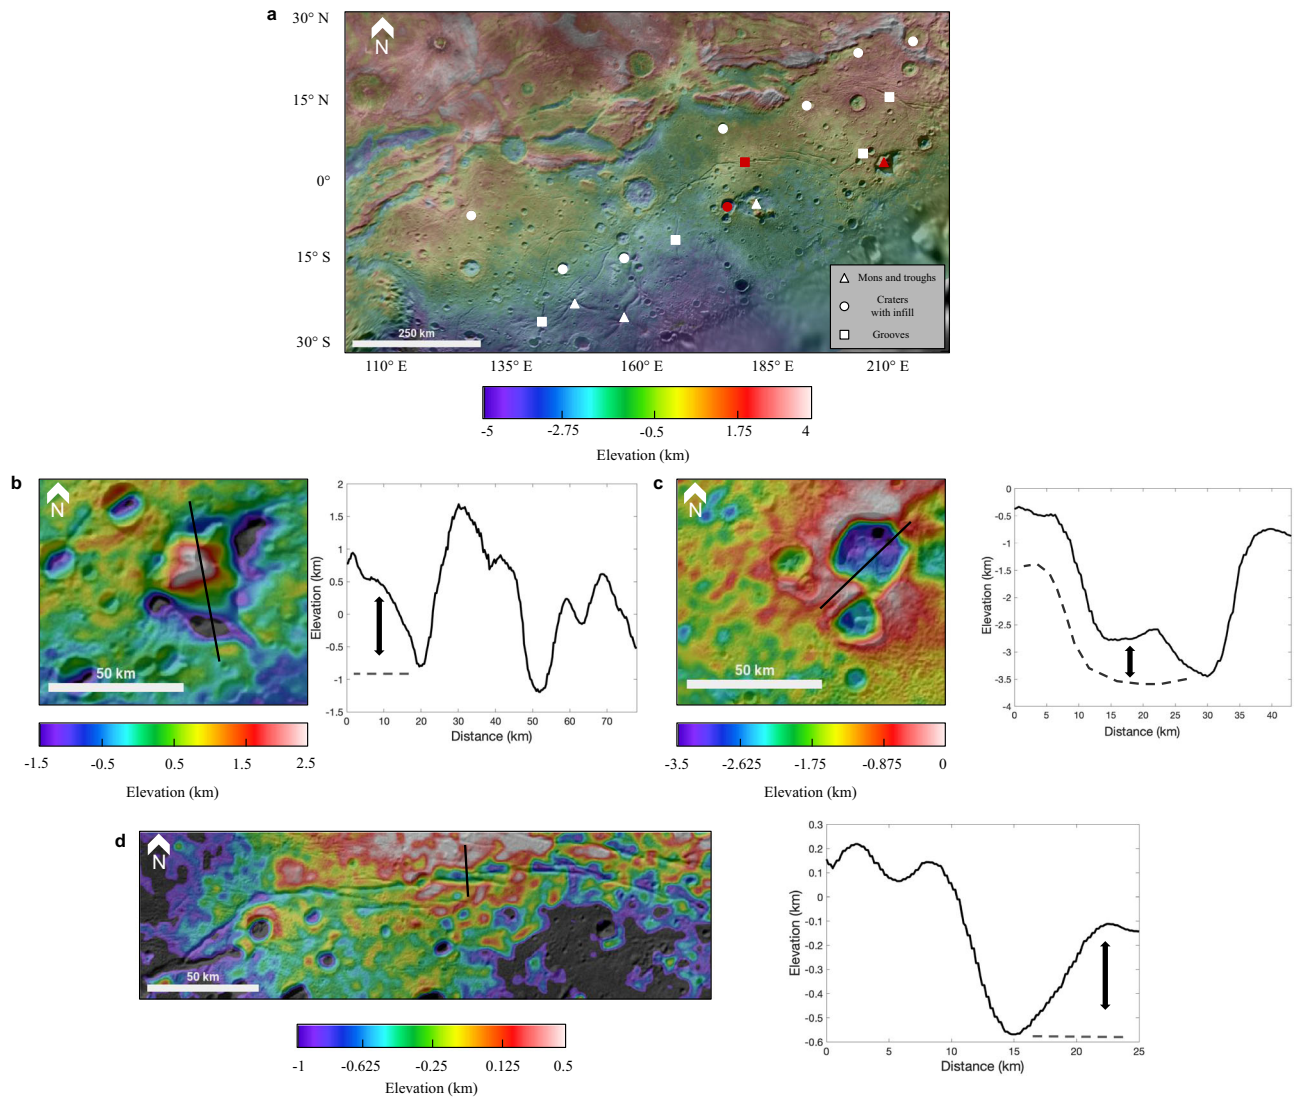 a
30° N
15° N
0°
15° S
30° S
N
250 km
Mons and troughs
Craters
with infill
Grooves
110° E
135° E
160° E
185° E
210° E
-5
-2.75
-0.5
1.75
4
Elevation (km)
b
N
50 km
-1.5
-0.5
0.5
1.5
2.5
Elevation (km)
2
1.5
1
0.5
0
-0.5
-1
-1.5
Elevation (km)
0
10
20
30
40
50
60
70
Distance (km)
c
N
50 km
-3.5
-2.625
-1.75
-0.875
0
Elevation (km)
0
-0.5
-1
-1.5
-2
-2.5
-3
-3.5
-4
Elevation (km)
0
5
10
15
20
25
30
35
40
Distance (km)
d
N
50 km
-1
-0.625
-0.25
0.125
0.5
Elevation (km)
0.3
0.2
0.1
0
-0.1
-0.2
-0.3
-0.4
-0.5
-0.6
Elevation (km)
0
5
10
15
20
25
Distance (km)